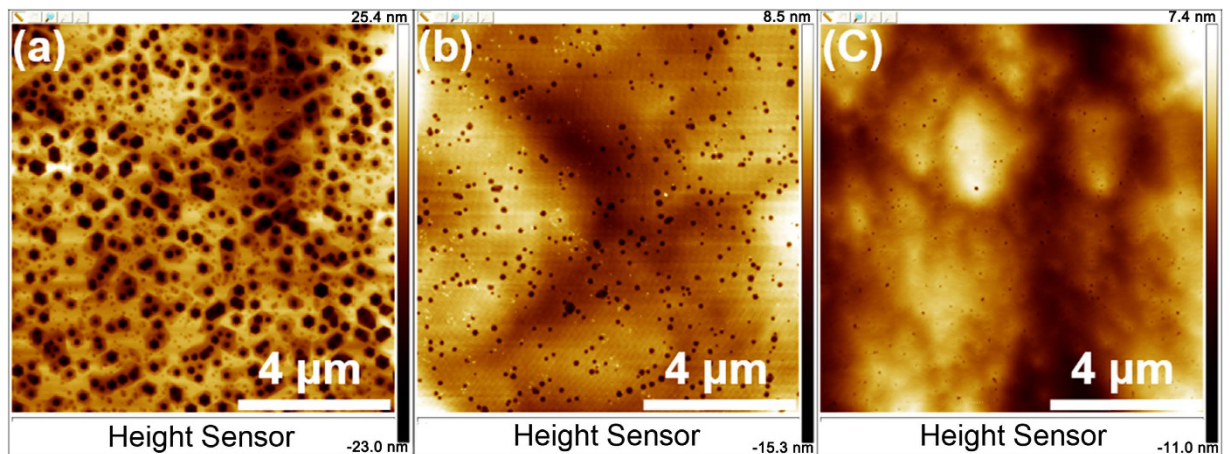 25.4 nm
(a)
4 μm
Height Sensor
-23.0 nm
8.5 nm
(b)
4 μm
Height Sensor
-15.3 nm
7.4 nm
(C)
4 μm
Height Sensor
-11.0 nm